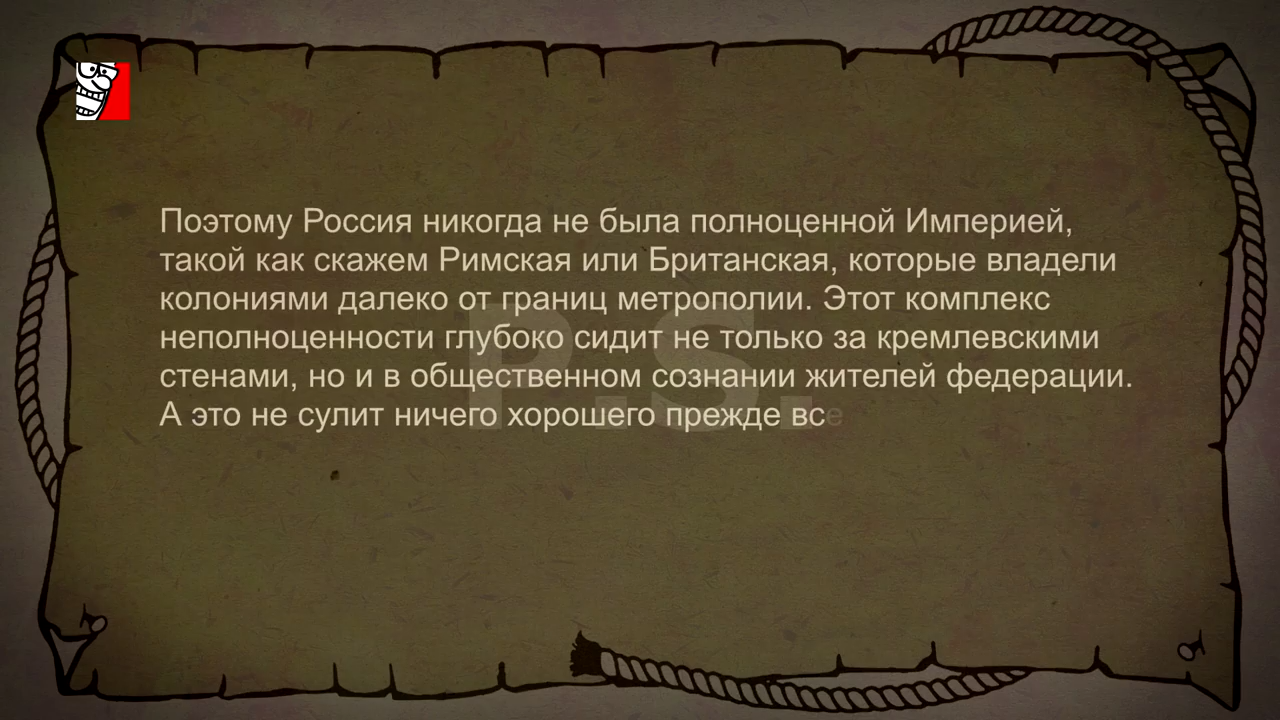 Поэтому Россия никогда не была полноценной Империей,
такой как скажем Римская или Британская, которые владели
колониями далеко от границ метрополии. Этот комплекс
неполноценности глубоко сидит не только за кремлевскими
стенами, но и в общественном сознании жителей федерации.
А это не сулит ничего хорошего прежде все
P.S.